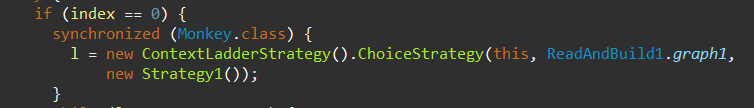 if (index == 0) {
synchronized (Monkey.class) {
l = new ContextLadderStrategy().ChoiceStrategy(this, ReadAndBuild1.graph1,
new Strategy1());
}